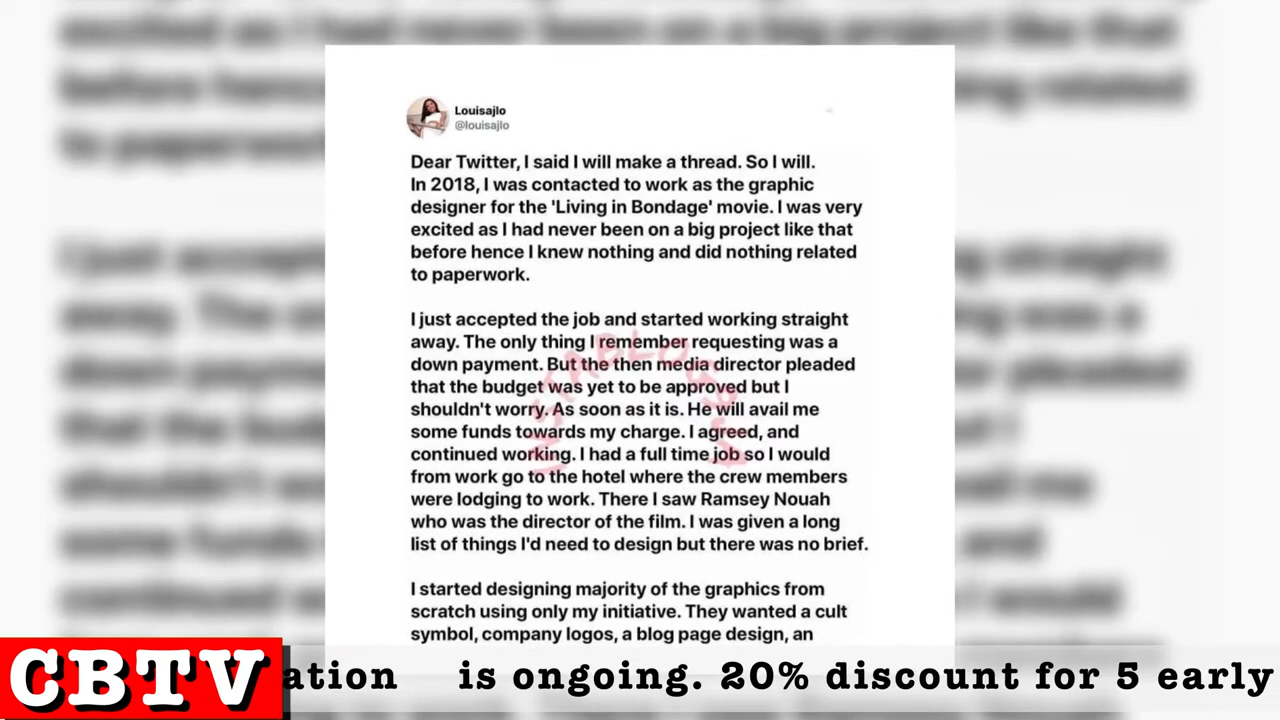 Louisajlo
@louisajlo
Dear Twitter, I said I will make a thread. So I will.
In 2018, I was contacted to work as the graphic
designer for the 'Living in Bondage' movie. I was very
excited as I had never been on a big project like that
before hence I knew nothing and did nothing related
to paperwork.
I just accepted the job and started working straight
away. The only thing I remember requesting was a
down payment. But the then media director pleaded
that the budget was yet to be approved but I
shouldn't worry. As soon as it is. He will avail me
some funds towards my charge. I agreed, and
continued working. I had a full time job so I would
from work go to the hotel where the crew members
were lodging to work. There I saw Ramsey Nouah
who was the director of the film. I was given a long
list of things I'd need to design but there was no brief.
I started designing majority of the graphics from
scratch using only my initiative. They wanted a cult
symbol, company logos, a blog page design, an
INSTABLOG9JA
CBTV
ation is ongoing. 20% discount for 5 early